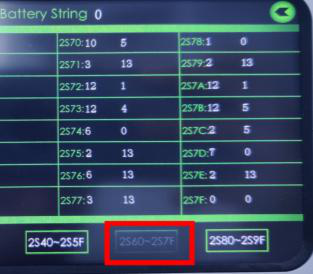 Battery String 0
2S70:10 5 2S78:1 0
2S71:3 13 2S79:2 13
2S72:12 1 2S7A:12 1
2S73:12 4 2S7B:12 5
2S74:6 0 2S7C:2 5
2S75:2 13 2S7D:7 0
2S76:6 13 2S7E:2 13
2S77:3 13 2S7F:0 0
2S40~2S5F 2S60~2S7F 2S80~2S9F